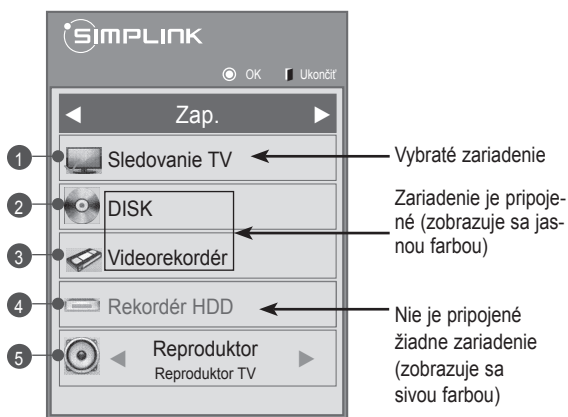 SIMPLINK
OK Ukončiť
Zap.
1 Sledovanie TV
Vybraté zariadenie
2 DISK
3 Videorekordér
Zariadenie je pripoje-
né (zobrazuje sa jas-
nou farbou)
4 Rekordér HDD
Nie je pripojené
žiadne zariadenie
(zobrazuje sa
sivou farbou)
5 Reproduktor
Reproduktor TV